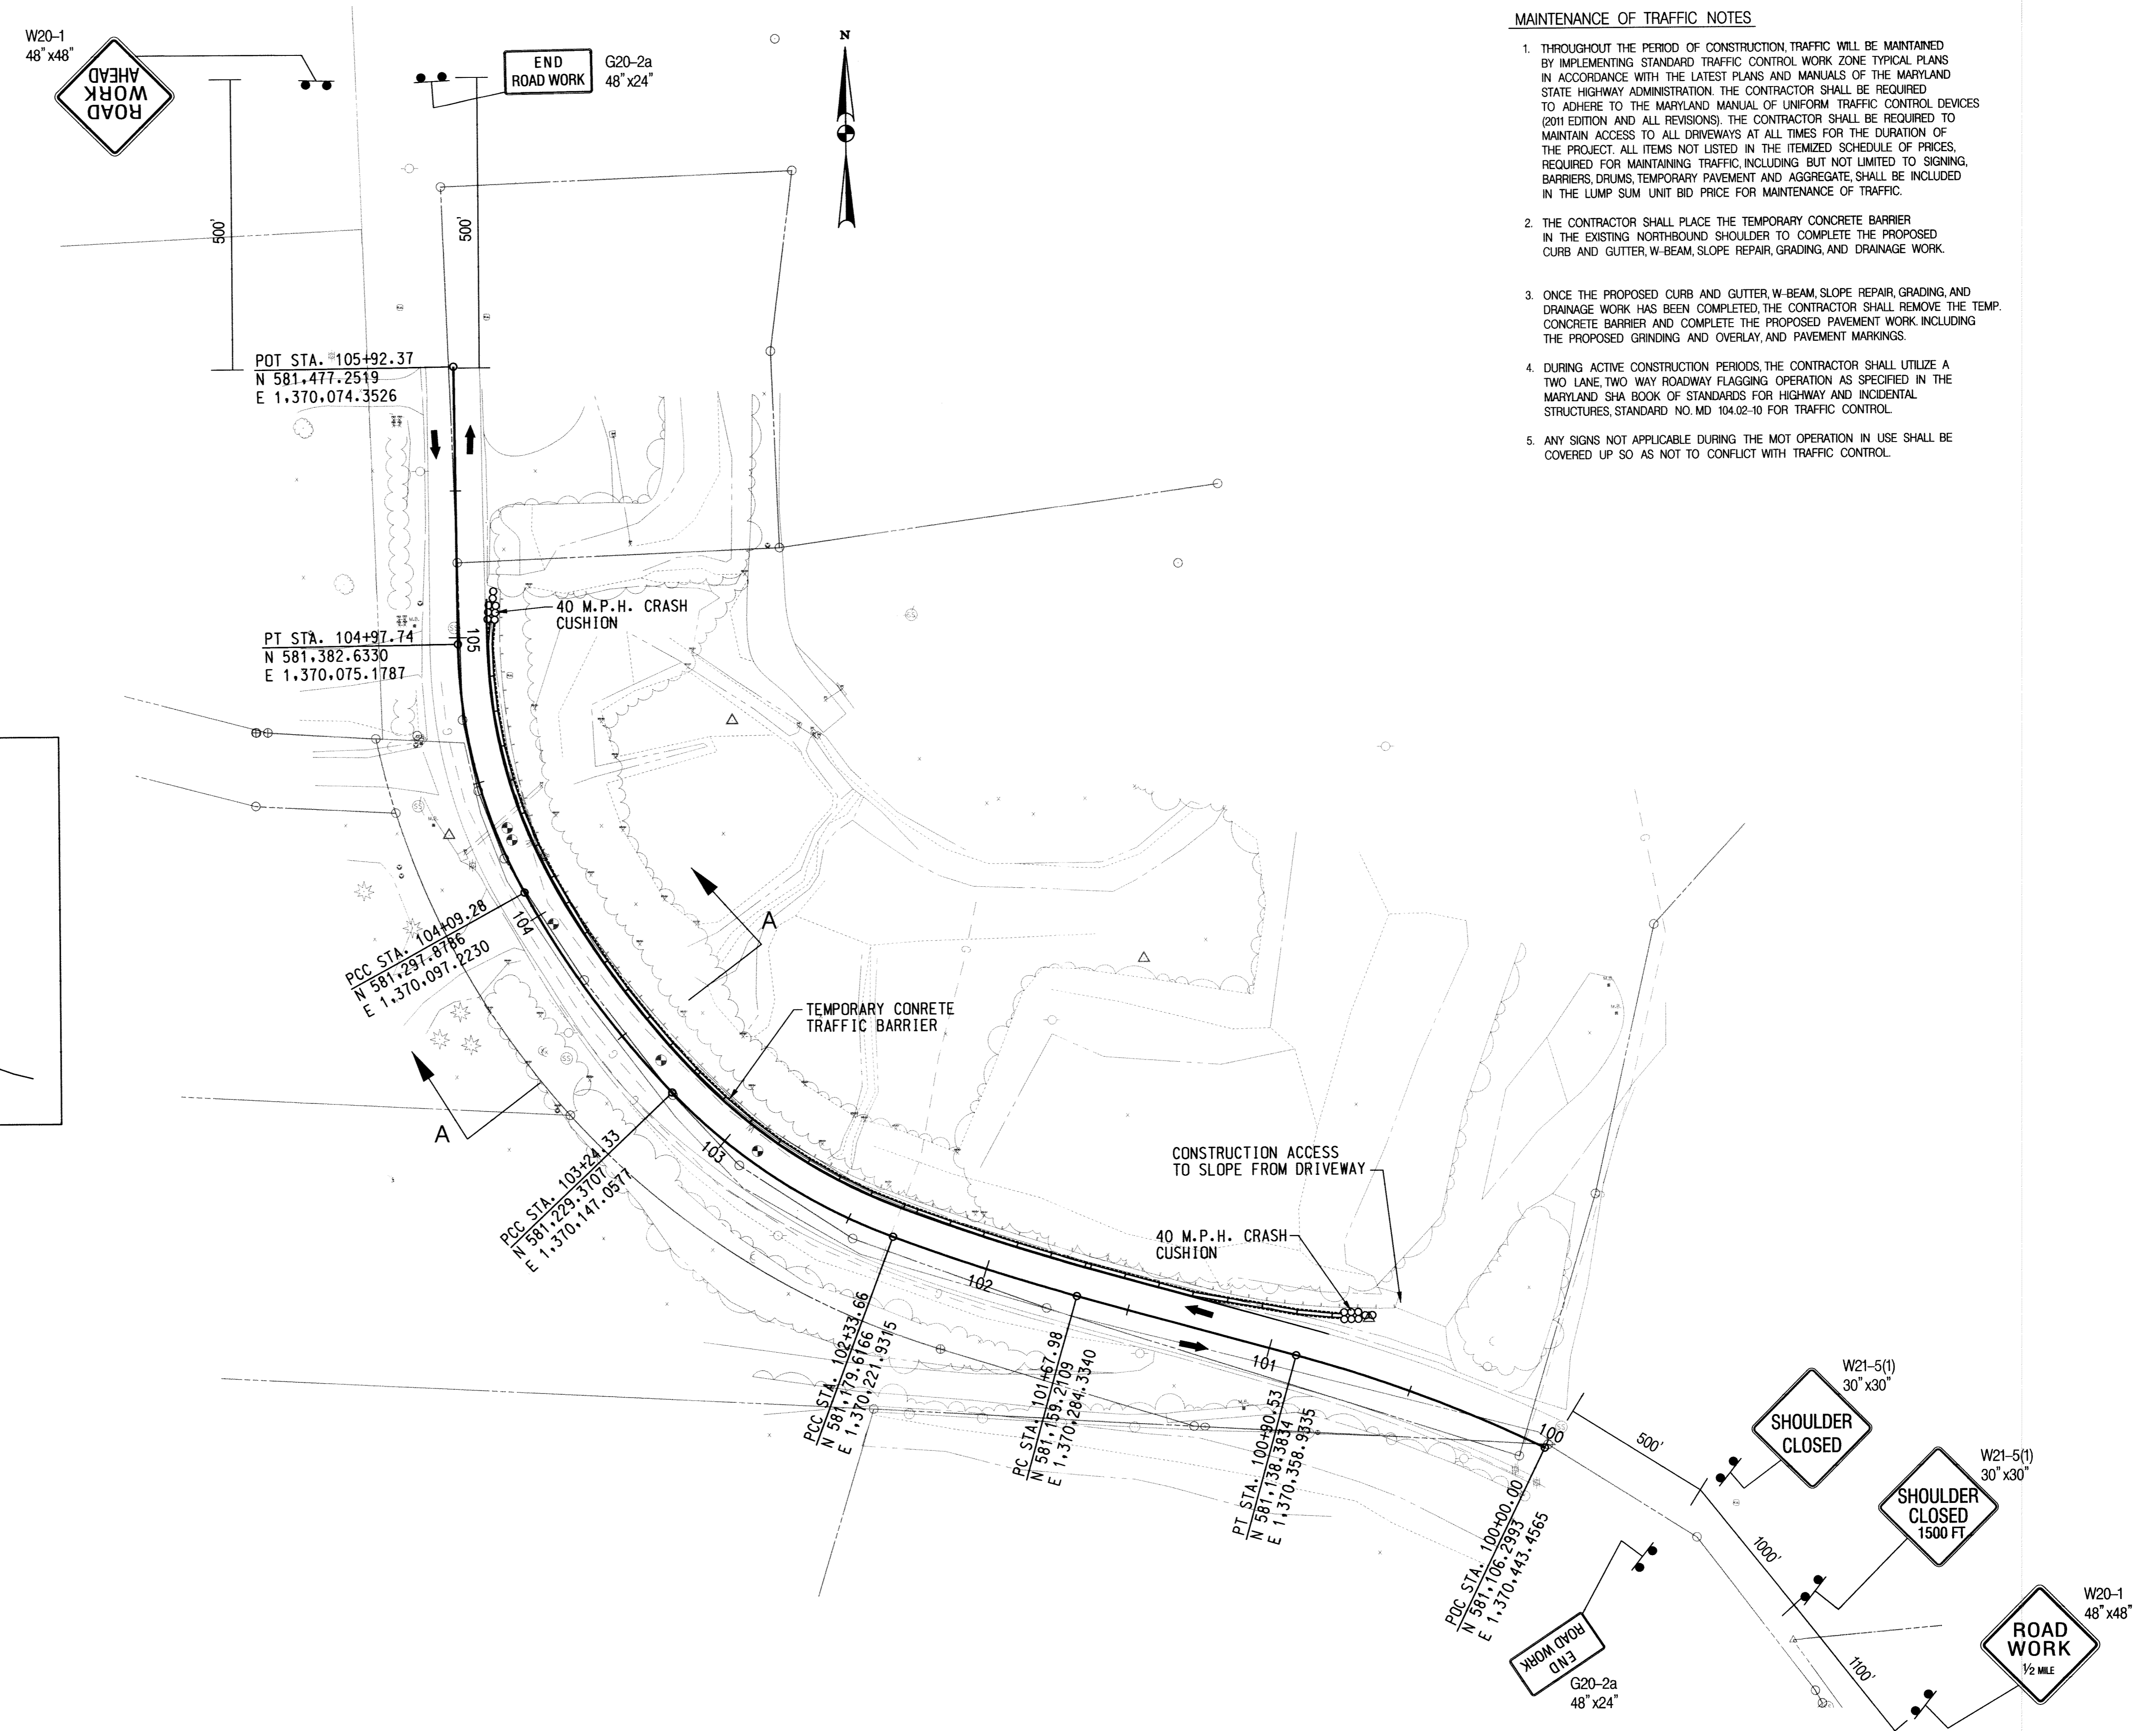 MAINTENANCE OF TRAFFIC NOTES
1. THROUGHOUT THE PERIOD OF CONSTRUCTION, TRAFFIC WILL BE MAINTAINED
BY IMPLEMENTING STANDARD TRAFFIC CONTROL WORK ZONE TYPICAL PLANS
IN ACCORDANCE WITH THE LATEST PLANS AND MANUALS OF THE MARYLAND
STATE HIGHWAY ADMINISTRATION. THE CONTRACTOR SHALL BE REQUIRED
TO ADHERE TO THE MARYLAND MANUAL OF UNIFORM TRAFFIC CONTROL DEVICES
(2011 EDITION AND ALL REVISIONS). THE CONTRACTOR SHALL BE REQUIRED TO
MAINTAIN ACCESS TO ALL DRIVEWAYS AT ALL TIMES FOR THE DURATION OF
THE PROJECT. ALL ITEMS NOT LISTED IN THE ITEMIZED SCHEDULE OF PRICES,
REQUIRED FOR MAINTAINING TRAFFIC, INCLUDING BUT NOT LIMITED TO SIGNING,
BARRIERS, DRUMS, TEMPORARY PAVEMENT AND AGGREGATE, SHALL BE INCLUDED
IN THE LUMP SUM UNIT BID PRICE FOR MAINTENANCE OF TRAFFIC.
2. THE CONTRACTOR SHALL PLACE THE TEMPORARY CONCRETE BARRIER
IN THE EXISTING NORTHBOUND SHOULDER TO COMPLETE THE PROPOSED
CURB AND GUTTER, W-BEAM, SLOPE REPAIR, GRADING, AND DRAINAGE WORK.
3. ONCE THE PROPOSED CURB AND GUTTER, W-BEAM, SLOPE REPAIR, GRADING, AND
DRAINAGE WORK HAS BEEN COMPLETED, THE CONTRACTOR SHALL REMOVE THE TEMP.
CONCRETE BARRIER AND COMPLETE THE PROPOSED PAVEMENT WORK. INCLUDING
THE PROPOSED GRINDING AND OVERLAY, AND PAVEMENT MARKINGS.
4. DURING ACTIVE CONSTRUCTION PERIODS, THE CONTRACTOR SHALL UTILIZE A
TWO LANE, TWO WAY ROADWAY FLAGGING OPERATION AS SPECIFIED IN THE
MARYLAND SHA BOOK OF STANDARDS FOR HIGHWAY AND INCIDENTAL
STRUCTURES, STANDARD NO. MD 104.02-10 FOR TRAFFIC CONTROL.
5. ANY SIGNS NOT APPLICABLE DURING THE MOT OPERATION IN USE SHALL BE
COVERED UP SO AS NOT TO CONFLICT WITH TRAFFIC CONTROL.
W20-1
48"x48"
ROAD
WORK
AHEAD
END
ROAD WORK
G20-2a
48"x24"
N
500'
500'
POT STA. 105+92.37
N 581,477.2519
E 1,370,074.3526
40 M.P.H. CRASH
CUSHION
105
PT STA. 104+97.74
N 581,382.6330
E 1,370,075.1787
104
PCC STA. 104+09.28
N 581,297.8786
E 1,370,097.2230
A
A
TEMPORARY CONRETE
TRAFFIC BARRIER
103
PCC STA. 103+24.33
N 581,229.3707
E 1,370,147.0577
CONSTRUCTION ACCESS
TO SLOPE FROM DRIVEWAY
40 M.P.H. CRASH
CUSHION
102
PCC STA. 102+33.66
N 581,179.6166
E 1,370,221.9315
PC STA. 101+67.98
N 581,159.2109
E 1,370,284.3340
101
PT STA. 100+90.53
N 581,138.3834
E 1,370,358.9335
100
POC STA. 100+00.00
N 581,106.2993
E 1,370,443.4565
500'
W21-5(1)
30"x30"
SHOULDER
CLOSED
W21-5(1)
30"x30"
SHOULDER
CLOSED
1500 FT
1000'
W20-1
48"x48"
ROAD
WORK
1/2 MILE
1100'
END
ROAD WORK
G20-2a
48"x24"